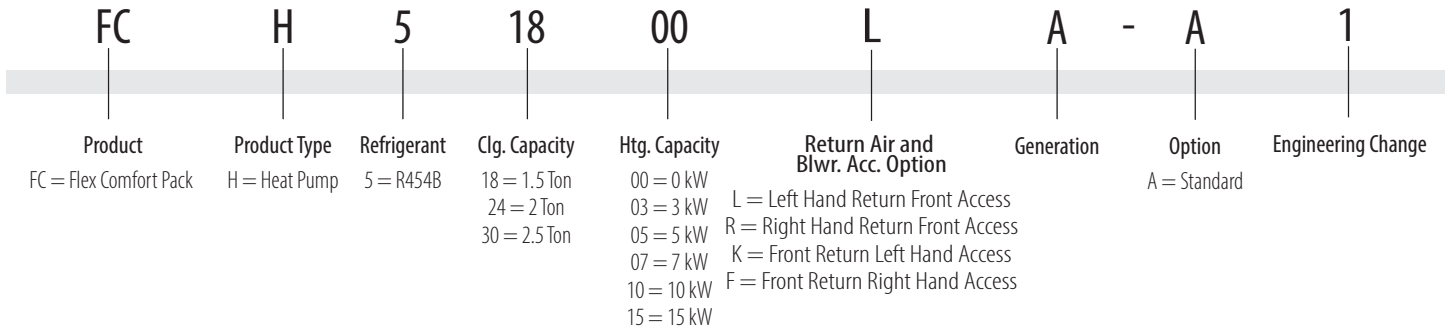 FC H 5 18 00 L A - A 1
Product
FC = Flex Comfort Pack
Product Type
H = Heat Pump
Refrigerant
5 = R454B
Clg. Capacity
18 = 1.5 Ton
24 = 2 Ton
30 = 2.5 Ton
Htg. Capacity
00 = 0 kW
03 = 3 kW
05 = 5 kW
07 = 7 kW
10 = 10 kW
15 = 15 kW
Return Air and
Blwr. Acc. Option
L = Left Hand Return Front Access
R = Right Hand Return Front Access
K = Front Return Left Hand Access
F = Front Return Right Hand Access
Generation
Option
A = Standard
Engineering Change